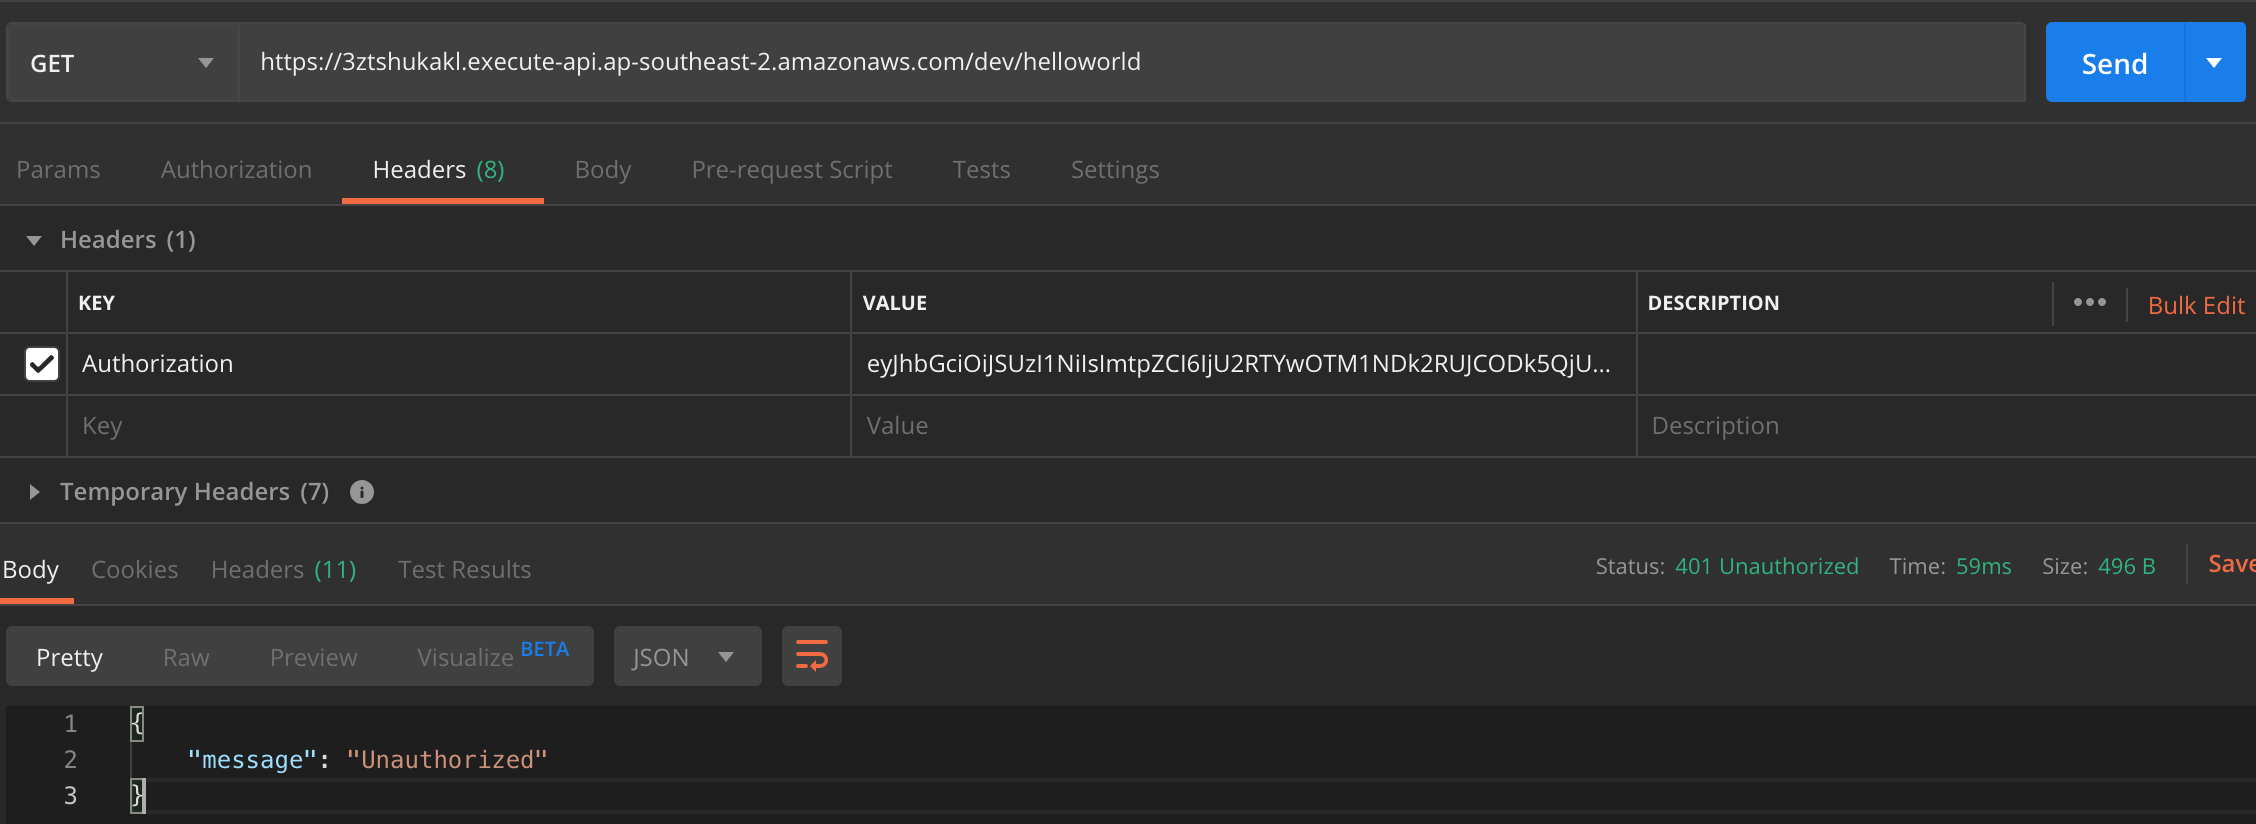 GET https://3ztshukakl.execute-api.ap-southeast-2.amazonaws.com/dev/helloworld Send
Params Authorization Headers (8) Body Pre-request Script Tests Settings
Headers (1)
KEY VALUE DESCRIPTION ••• Bulk Edit
Authorization eyJhbGciOiJSUzI1NiIsImtpZCI6IjU2RTYwOTM1NDk2RUJCODk5QjU...
Key Value Description
Temporary Headers (7) i
Body Cookies Headers (11) Test Results Status: 401 Unauthorized Time: 59ms Size: 496 B Save
Pretty Raw Preview Visualize BETA JSON
1 {
2 "message": "Unauthorized"
3 }